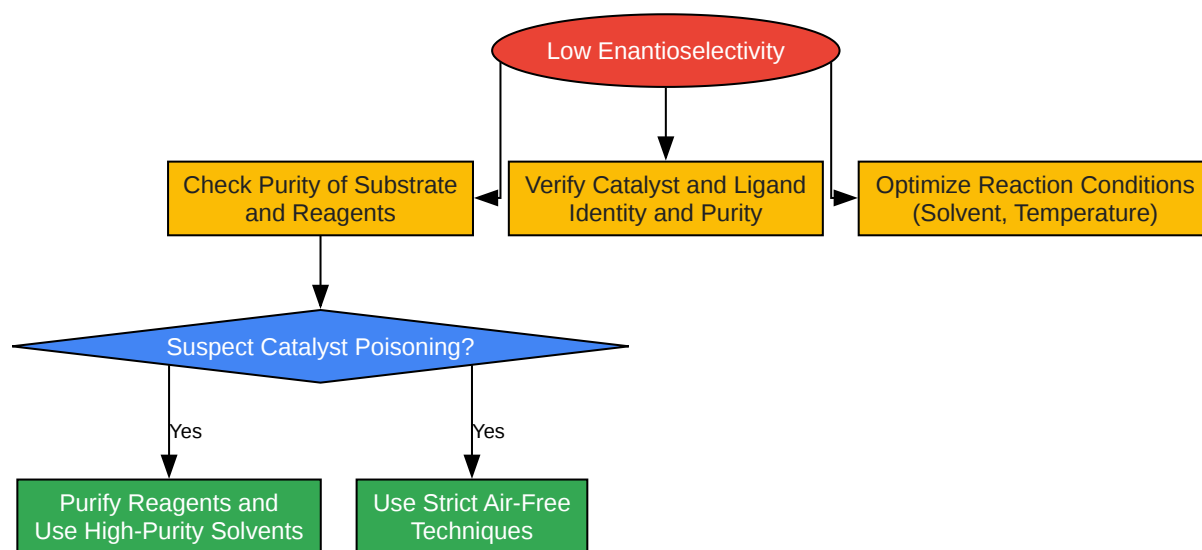 Low Enantioselectivity
Check Purity of Substrate
and Reagents
Verify Catalyst and Ligand
Identity and Purity
Optimize Reaction Conditions
(Solvent, Temperature)
Suspect Catalyst Poisoning?
Yes
Yes
Purify Reagents and
Use High-Purity Solvents
Use Strict Air-Free
Techniques